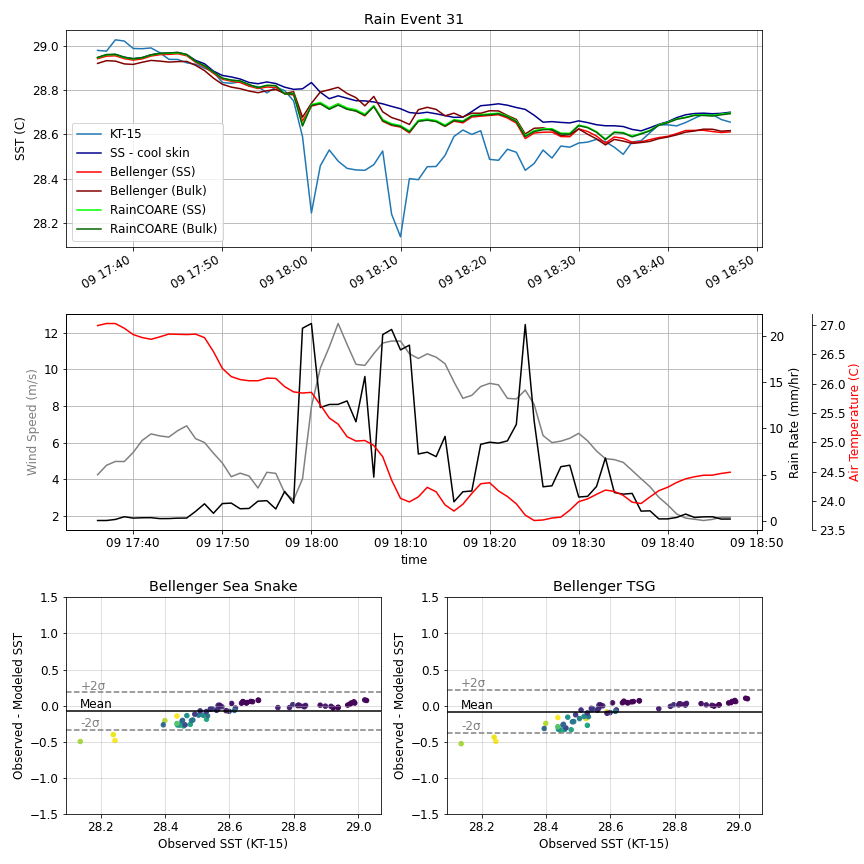 Rain Event 31
SST (C)
29.0
28.8
28.6
28.4
28.2
KT-15
SS - cool skin
Bellenger (SS)
Bellenger (Bulk)
RainCOARE (SS)
RainCOARE (Bulk)
09 17:40 09 17:50 09 18:00 09 18:10 09 18:20 09 18:30 09 18:40 09 18:50
Wind Speed (m/s)
12
10
8
6
4
2
20
15
10
5
0
Rain Rate (mm/hr)
27.0
26.5
26.0
25.5
25.0
24.5
24.0
23.5
Air Temperature (C)
09 17:40 09 17:50 09 18:00 09 18:10 09 18:20 09 18:30 09 18:40 09 18:50
time
Bellenger Sea Snake
Observed - Modeled SST
1.5
1.0
0.5
0.0
−0.5
−1.0
−1.5
+2σ
Mean
-2σ
28.2 28.4 28.6 28.8 29.0
Observed SST (KT-15)
Bellenger TSG
Observed - Modeled SST
1.5
1.0
0.5
0.0
−0.5
−1.0
−1.5
+2σ
Mean
-2σ
28.2 28.4 28.6 28.8 29.0
Observed SST (KT-15)